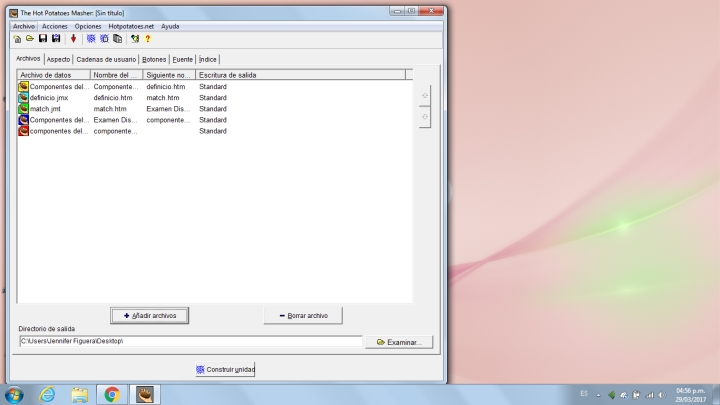 The Hot Potatoes Masher: [Sin título]
Archivo Acciones Opciones Hotpotatoes.net Ayuda
Archivos Aspecto Cadenas de usuario Botones Fuente Índice
Archivo de datos Nombre del ... Siguiente no... Escritura de salida
Componentes del... Componente... definicio.htm Standard
definicio.jmx definicio.htm match.htm Standard
match.jmt match.htm Examen Dis... Standard
Componentes del... Examen Dis... componente... Standard
componentes del... componente... Standard
Añadir archivos Borrar archivo
Directorio de salida
C:\Users\Jennifer Figuera\Desktop\ Examinar...
Construir unidad
ES 04:56 p.m.
29/03/2017